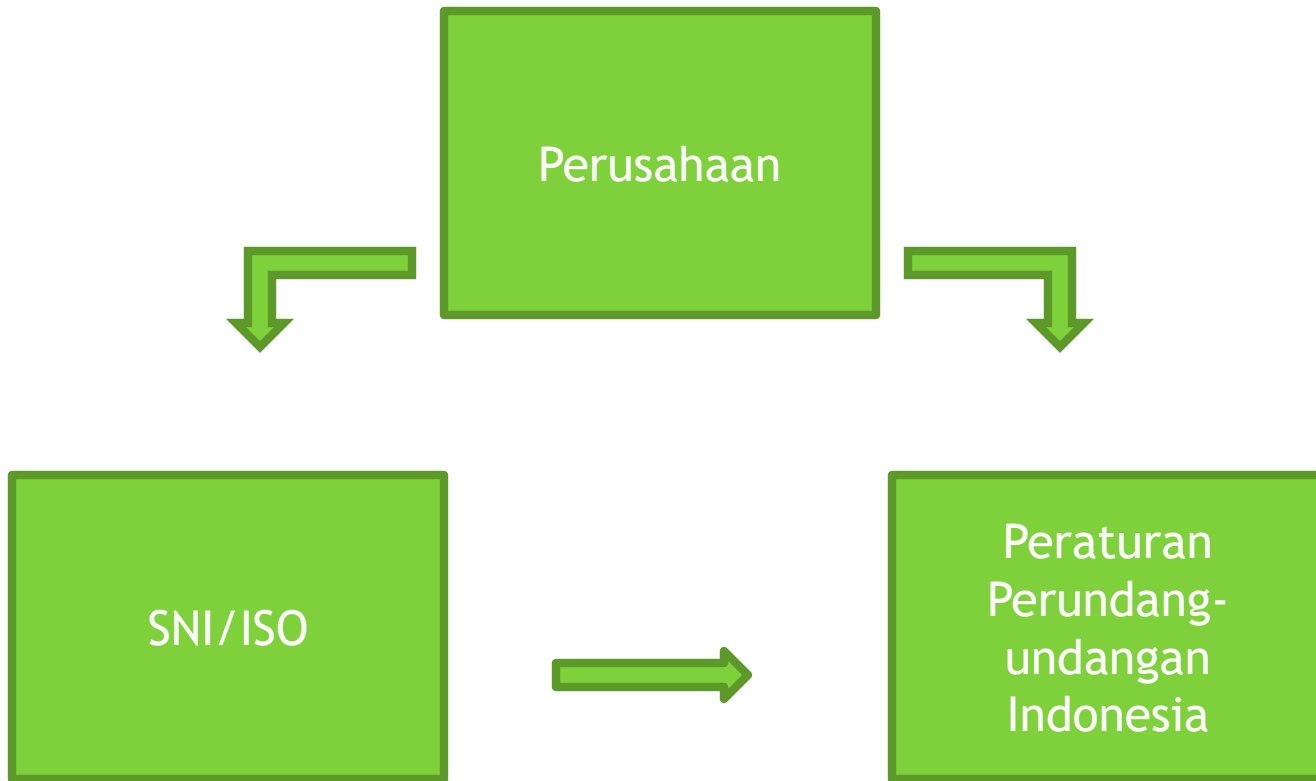 Perusahaan
SNI/ISO
Peraturan
Perundang-
undangan
Indonesia